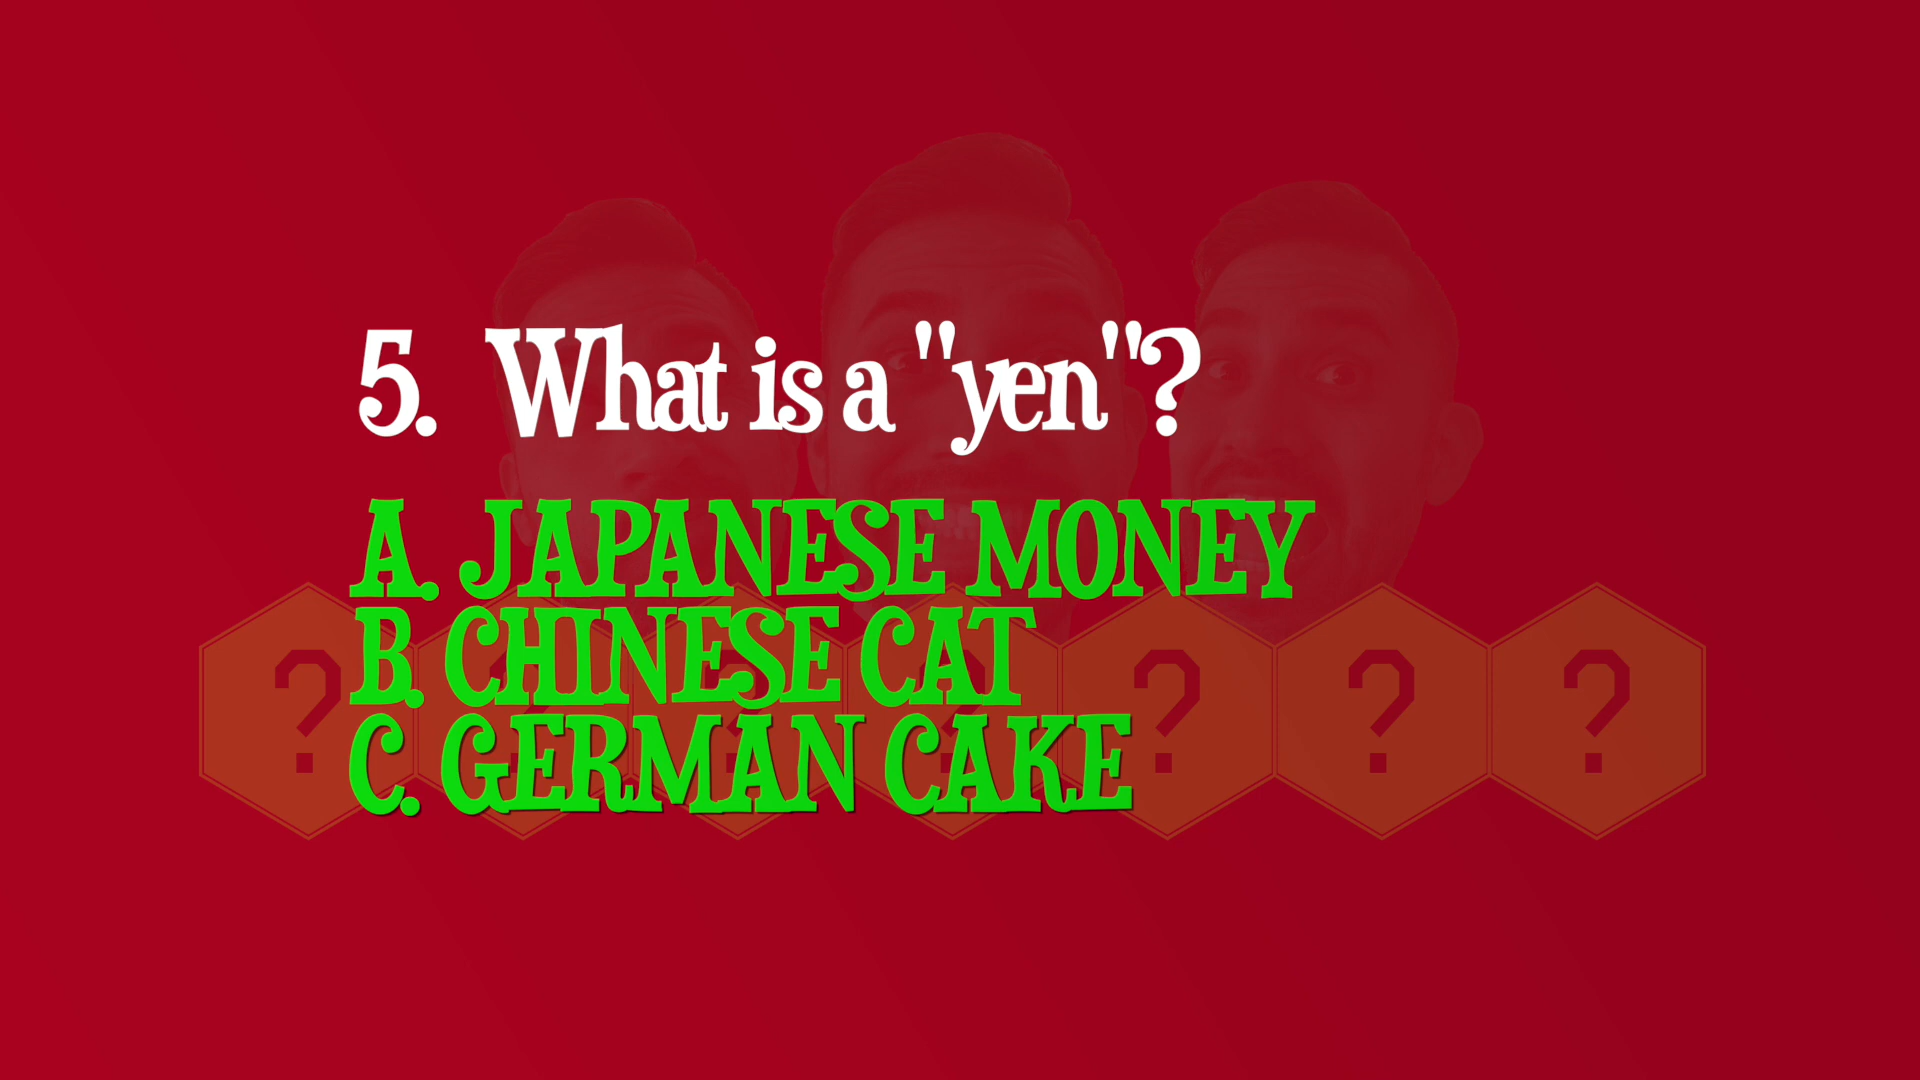 5. What is a "yen"?
A. JAPANESE MONEY
B. CHINESE CAT
C. GERMAN CAKE
? ? ? ? ? ? ?